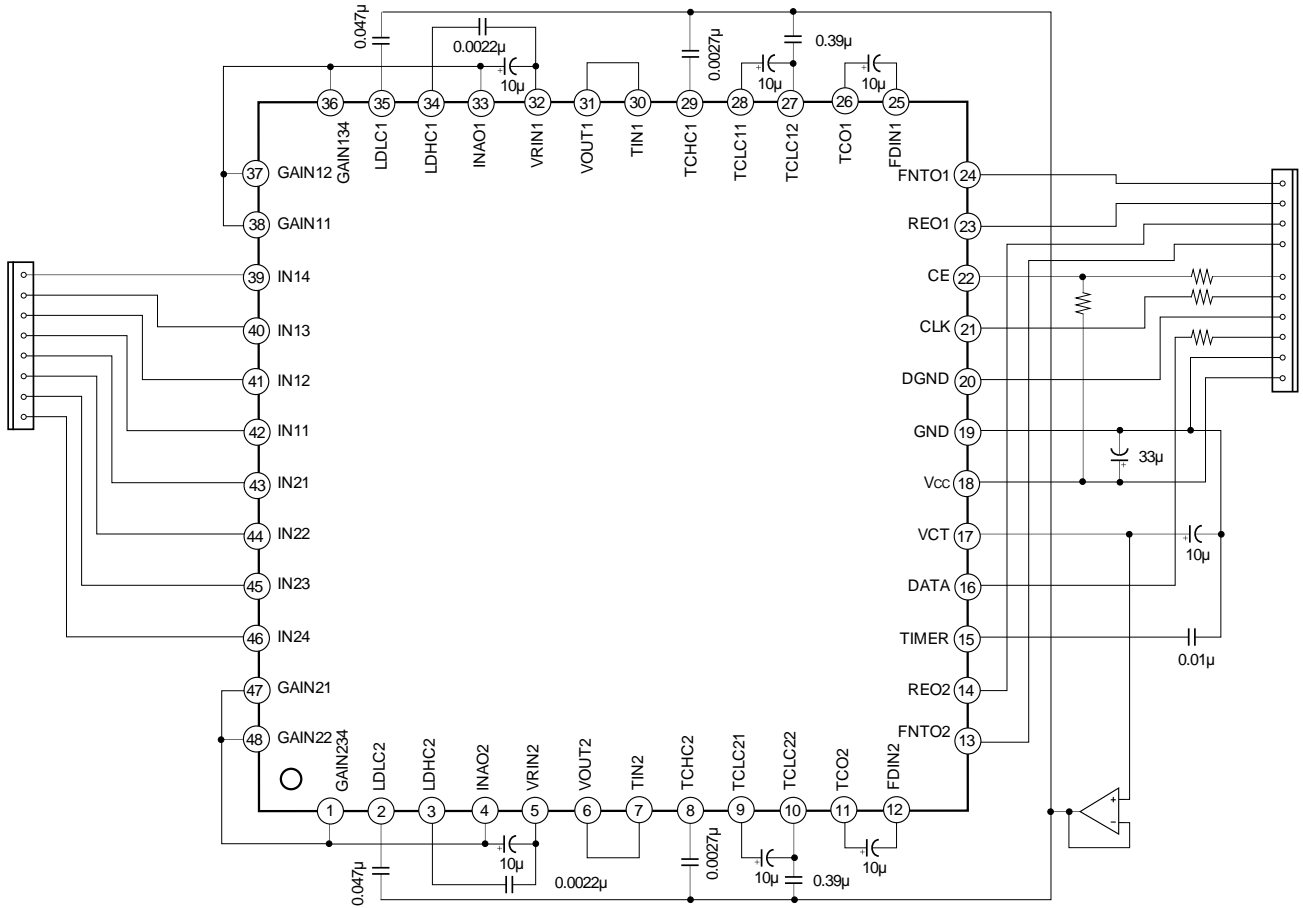 0.047µ
0.0022µ
10µ
0.0027µ
0.39µ
10µ
10µ
36
35
34
33
32
31
30
29
28
27
26
25
GAIN134
LDLC1
LDHC1
INAO1
VRIN1
VOUT1
TIN1
TCHC1
TCLC11
TCLC12
TCO1
FDIN1
37 GAIN12
38 GAIN11
39 IN14
40 IN13
41 IN12
42 IN11
43 IN21
44 IN22
45 IN23
46 IN24
47 GAIN21
48 GAIN22
FNTO1 24
REO1 23
CE 22
CLK 21
DGND 20
GND 19
33µ
Vcc 18
VCT 17
10µ
DATA 16
TIMER 15
0.01µ
REO2 14
FNTO2 13
GAIN234
LDLC2
LDHC2
INAO2
VRIN2
VOUT2
TIN2
TCHC2
TCLC21
TCLC22
TCO2
FDIN2
1
2
3
4
5
6
7
8
9
10
11
12
+
−
0.047µ
10µ
0.0022µ
0.0027µ
10µ
0.39µ
10µ